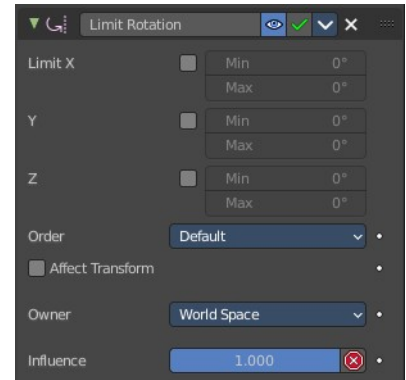 Limit Rotation
Limit X Min 0°
Max 0°
Y Min 0°
Max 0°
Z Min 0°
Max 0°
Order Default
Affect Transform
Owner World Space
Influence 1.000